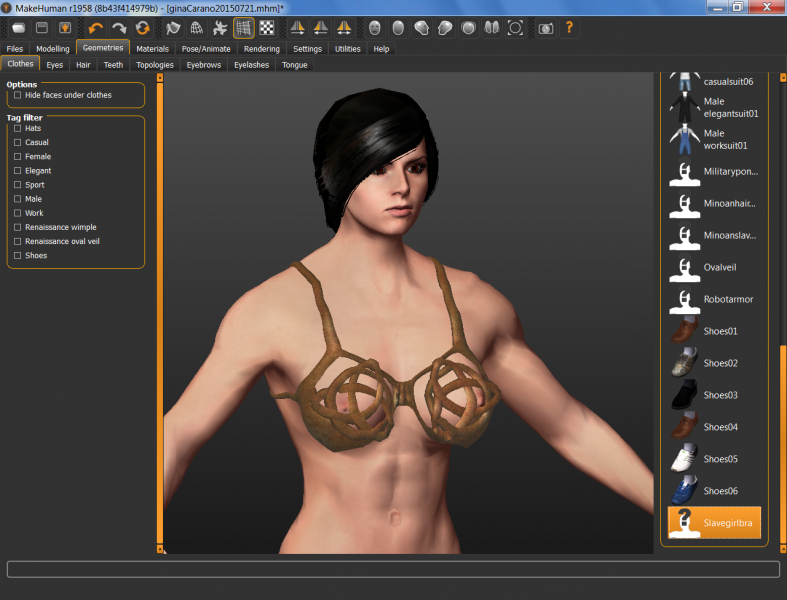 MakeHuman r1958 (8b43f414979b) - [ginaCarano20150721.mhm]*
Files Modelling Geometries Materials Pose/Animate Rendering Settings Utilities Help
Clothes Eyes Hair Teeth Topologies Eyebrows Eyelashes Tongue
Options
Hide faces under clothes
Tag filter
Hats
Casual
Female
Elegant
Sport
Male
Work
Renaissance wimple
Renaissance oval veil
Shoes
casualsuit06
Male
elegantsuit01
Male
worksuit01
Militarypon...
Minoanhair...
Minoanslav...
Ovalveil
Robotarmor
Shoes01
Shoes02
Shoes03
Shoes04
Shoes05
Shoes06
Slavegirlbra